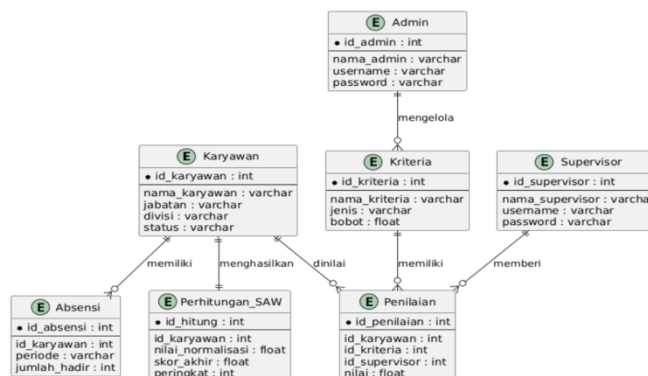 E Admin
• id_admin : int
nama_admin : varchar
username : varchar
password : varchar
mengelola
E Karyawan
• id_karyawan : int
nama_karyawan : varchar
jabatan : varchar
divisi : varchar
status : varchar
E Kriteria
• id_kriteria : int
nama_kriteria : varchar
jenis : varchar
bobot : float
E Supervisor
• id_supervisor : int
nama_supervisor : varcha
username : varchar
password : varchar
memiliki
menghasilkan
dinilai
memiliki
memberi
E Absensi
• id_absensi : int
id_karyawan : int
periode : varchar
jumlah_hadir : int
E Perhitungan_SAW
• id_hitung : int
id_karyawan : int
nilai_normalisasi : float
skor_akhir : float
peringkat : int
E Penilaian
• id_penilaian : int
id_karyawan : int
id_kriteria : int
id_supervisor : int
nilai : float